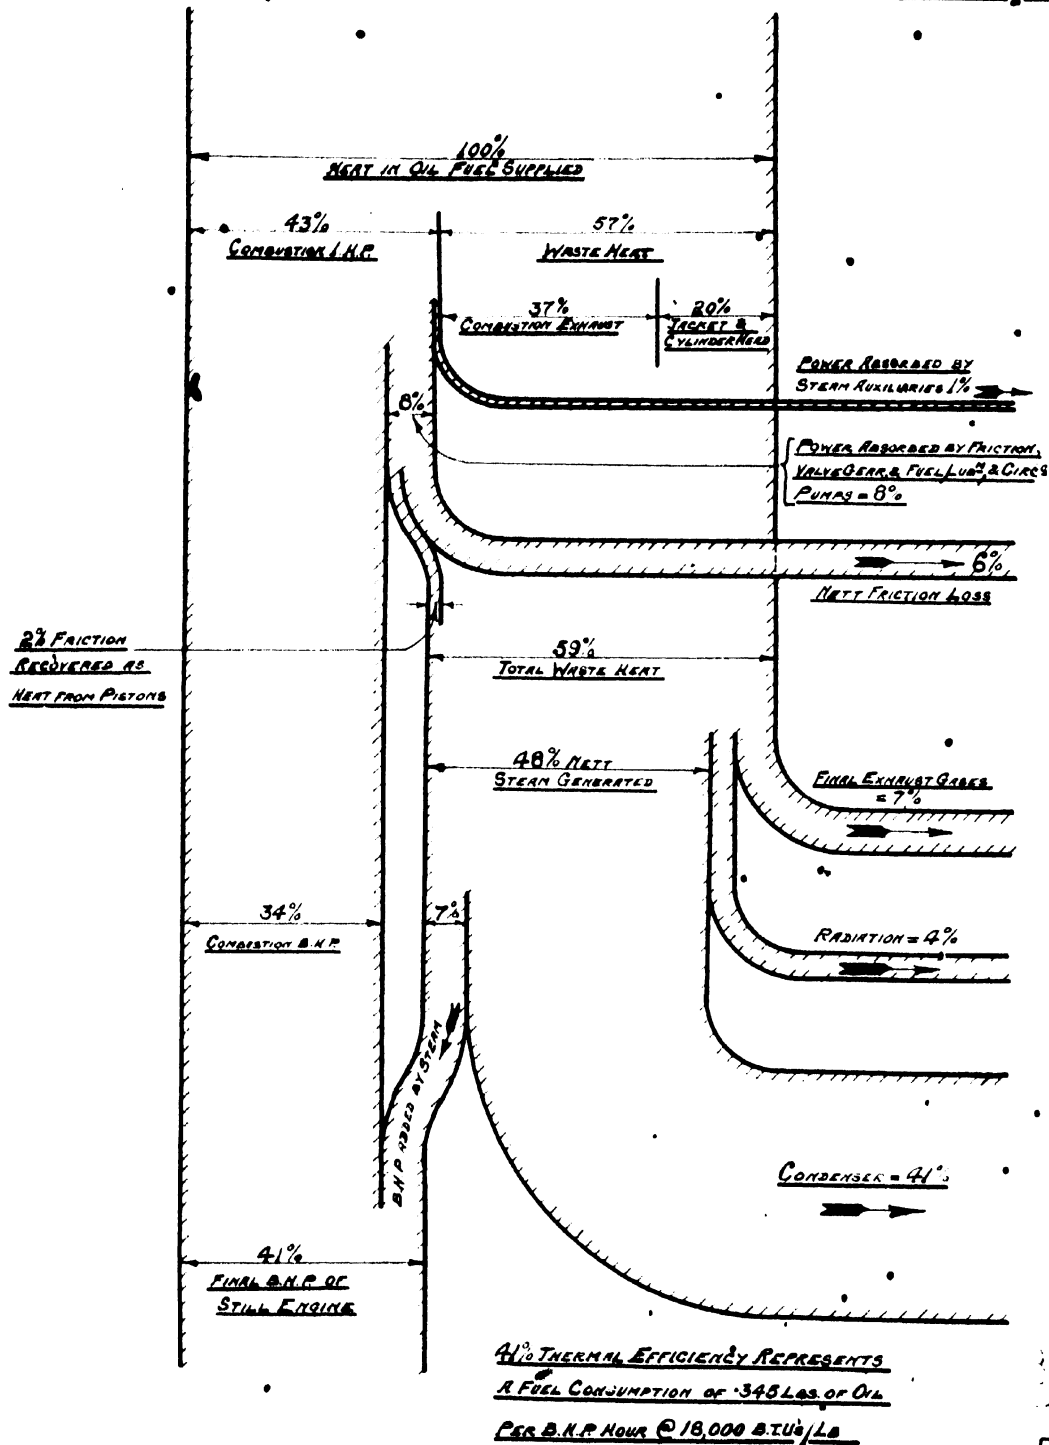 100%
HEAT IN OIL FUEL SUPPLIED
43%
COMBUSTION I.H.P.
57%
WASTE HEAT
37%
COMBUSTION EXHAUST
20%
JACKET &
CYLINDER HEAD
POWER ABSORBED BY
STEAM AUXILIARIES 1%
8%
POWER ABSORBED BY FRICTION,
VALVE GEAR, & FUEL, LUBN, & CIRCG
PUMPS = 8%
6%
NETT FRICTION LOSS
2% FRICTION
RECOVERED AS
HEAT FROM PISTONS
59%
TOTAL WASTE HEAT
48% NETT
STEAM GENERATED
FINAL EXHAUST GASES
= 7%
34%
COMBUSTION B.H.P.
7%
RADIATION = 4%
B.H.P. ADDED BY STEAM
CONDENSER = 41%
41%
FINAL B.H.P. OF
STILL ENGINE
41% THERMAL EFFICIENCY REPRESENTS
A FUEL CONSUMPTION OF .345 LBS. OF OIL
PER B.H.P. HOUR @ 18,000 B.T.U's/LB